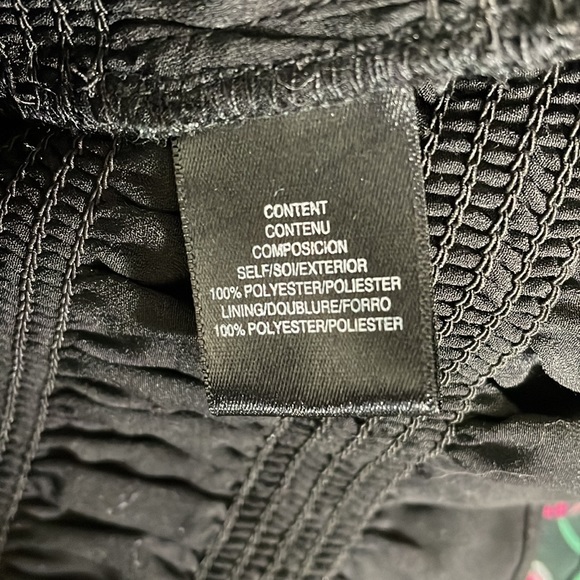 CONTENT
CONTENU
COMPOSICION
SELF/SOI/EXTERIOR
100% POLYESTER/POLIESTER
LINING/DOUBLURE/FORRO
100% POLYESTER/POLIESTER